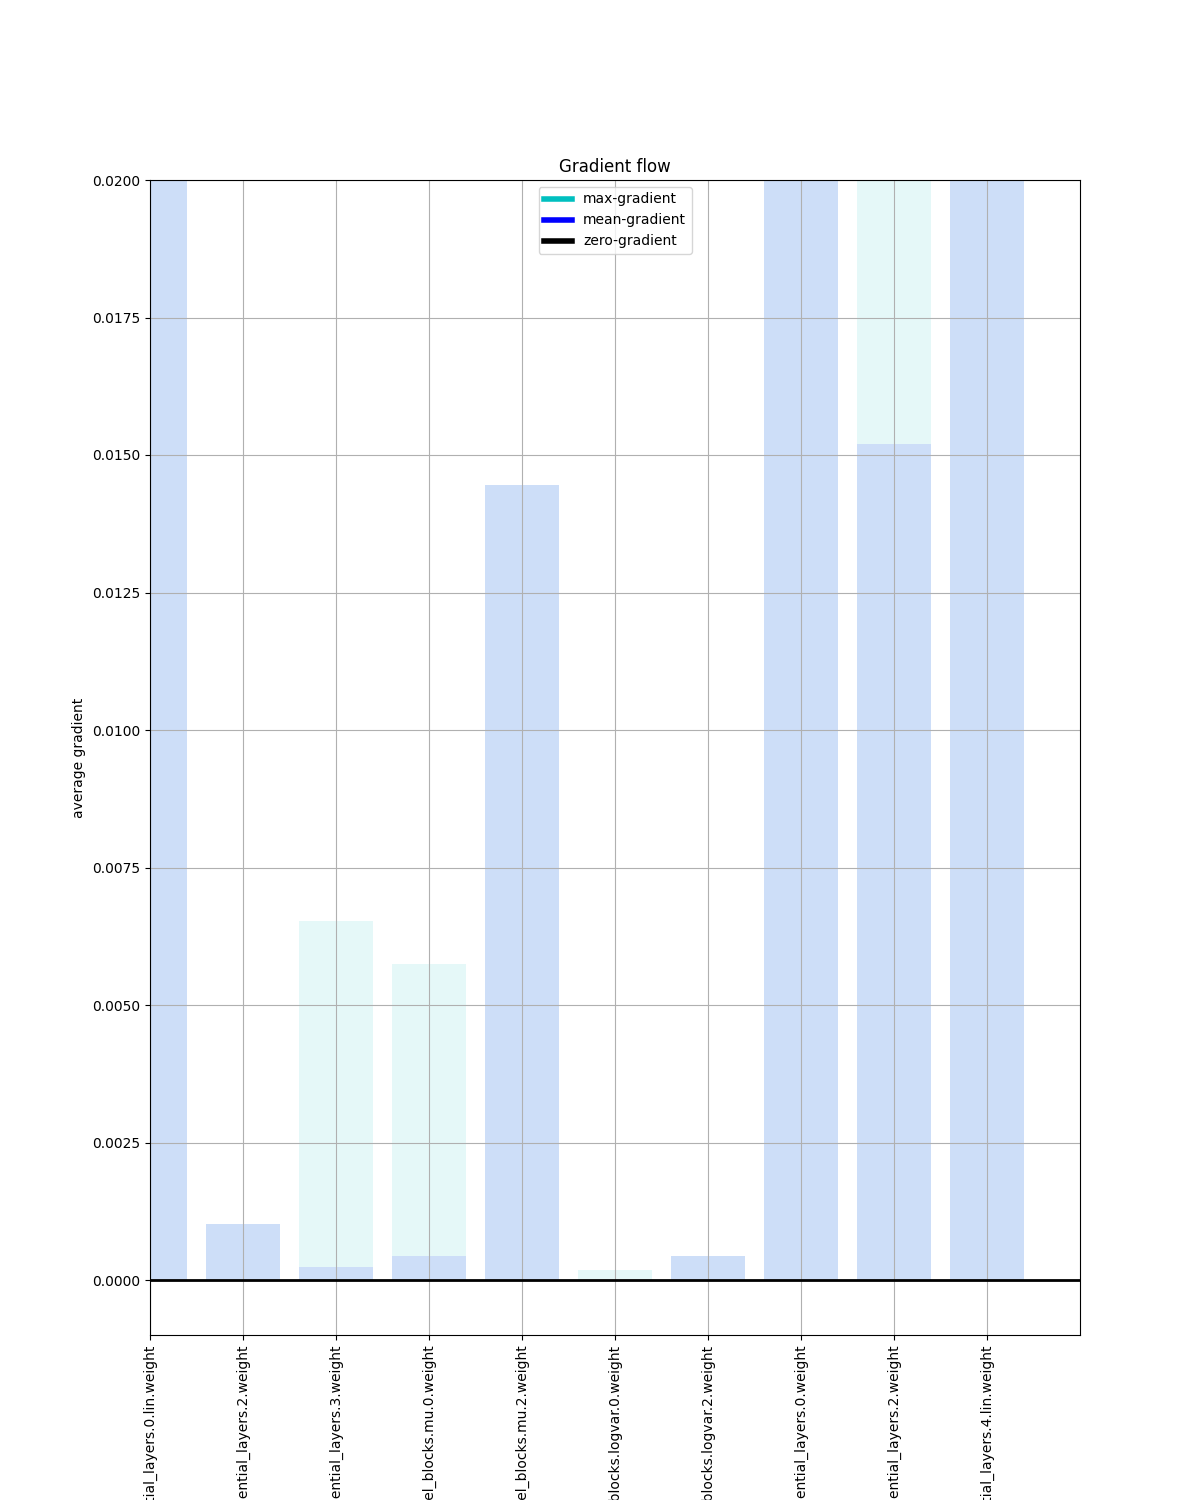 Gradient flow
max-gradient
mean-gradient
zero-gradient
average gradient
0.0200
0.0175
0.0150
0.0125
0.0100
0.0075
0.0050
0.0025
0.0000
tial_layers.0.lin.weight
ential_layers.2.weight
ential_layers.3.weight
el_blocks.mu.0.weight
el_blocks.mu.2.weight
blocks.logvar.0.weight
blocks.logvar.2.weight
ential_layers.0.weight
ential_layers.2.weight
tial_layers.4.lin.weight